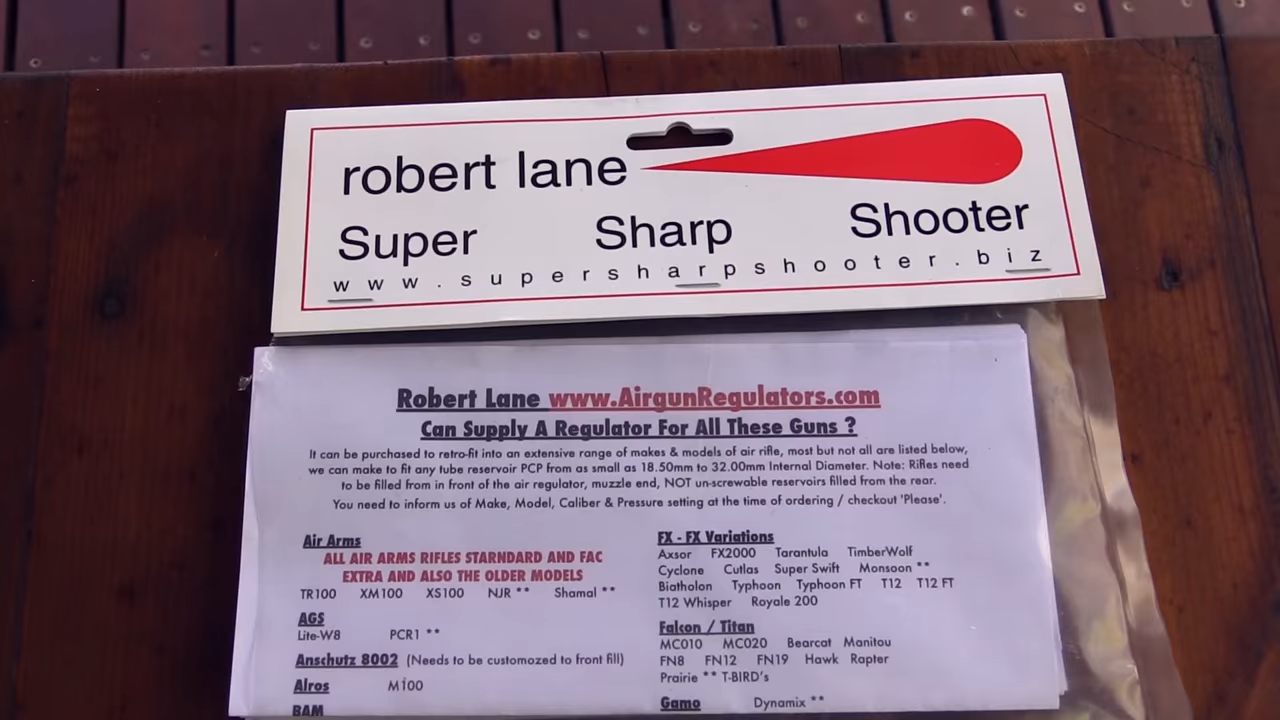 robert lane
Super Sharp Shooter
www.supersharpshooter.biz
Robert Lane www.AirgunRegulators.com
Can Supply A Regulator For All These Guns ?
It can be purchased to retro-fit into an extensive range of makes & models of air rifle, most but not all are listed below,
we can make to fit any tube reservoir PCP from as small as 18.50mm to 32.00mm Internal Diameter. Note: Rifles need
to be filled from in front of the air regulator, muzzle end, NOT un-screwable reservoirs filled from the rear.
You need to inform us of Make, Model, Caliber & Pressure setting at the time of ordering / checkout 'Please'.
Air Arms
ALL AIR ARMS RIFLES STARNDARD AND FAC
EXTRA AND ALSO THE OLDER MODELS
TR100 XM100 XS100 NJR ** Shamal **
AGS
Lite-W8 PCR1 **
Anschutz 8002 (Needs to be customozed to front fill)
Alros M100
BAM
FX - FX Variations
Axsor FX2000 Tarantula TimberWolf
Cyclone Cutlas Super Swift Monsoon **
Biatholon Typhoon Typhoon FT T12 T12 FT
T12 Whisper Royale 200
Falcon / Titan
MC010 MC020 Bearcat Manitou
FN8 FN12 FN19 Hawk Rapter
Prairie ** T-BIRD's
Gamo Dynamix **